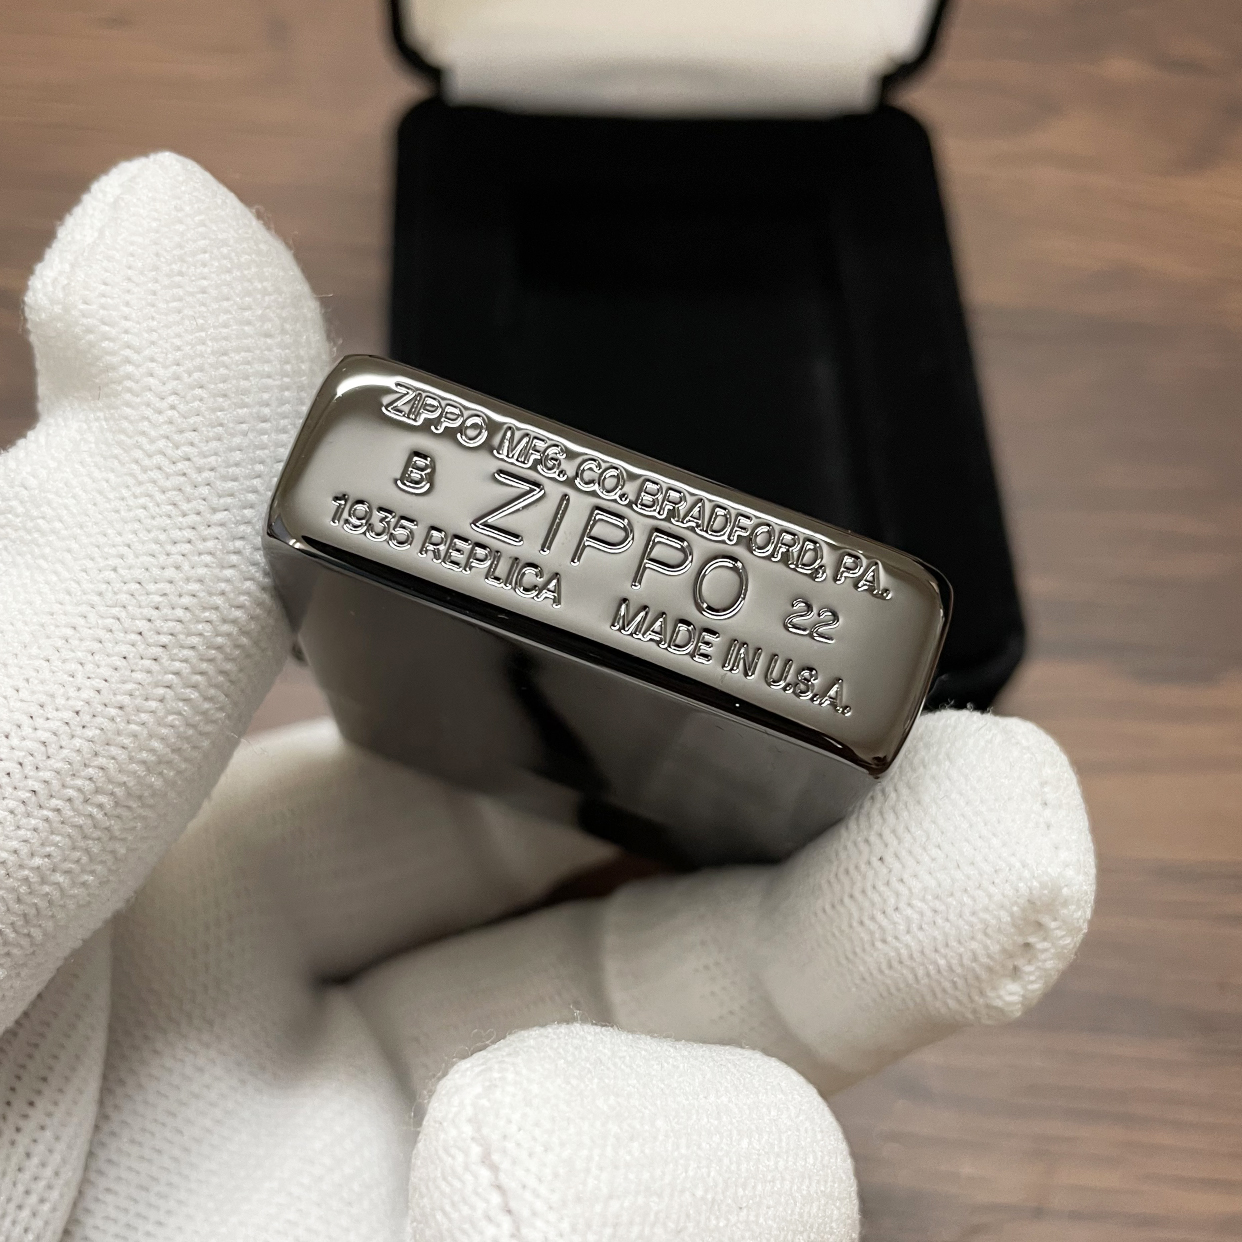 ZIPPO MFG. CO. BRADFORD, PA.
B ZIPPO 22
1935 REPLICA MADE IN U.S.A.